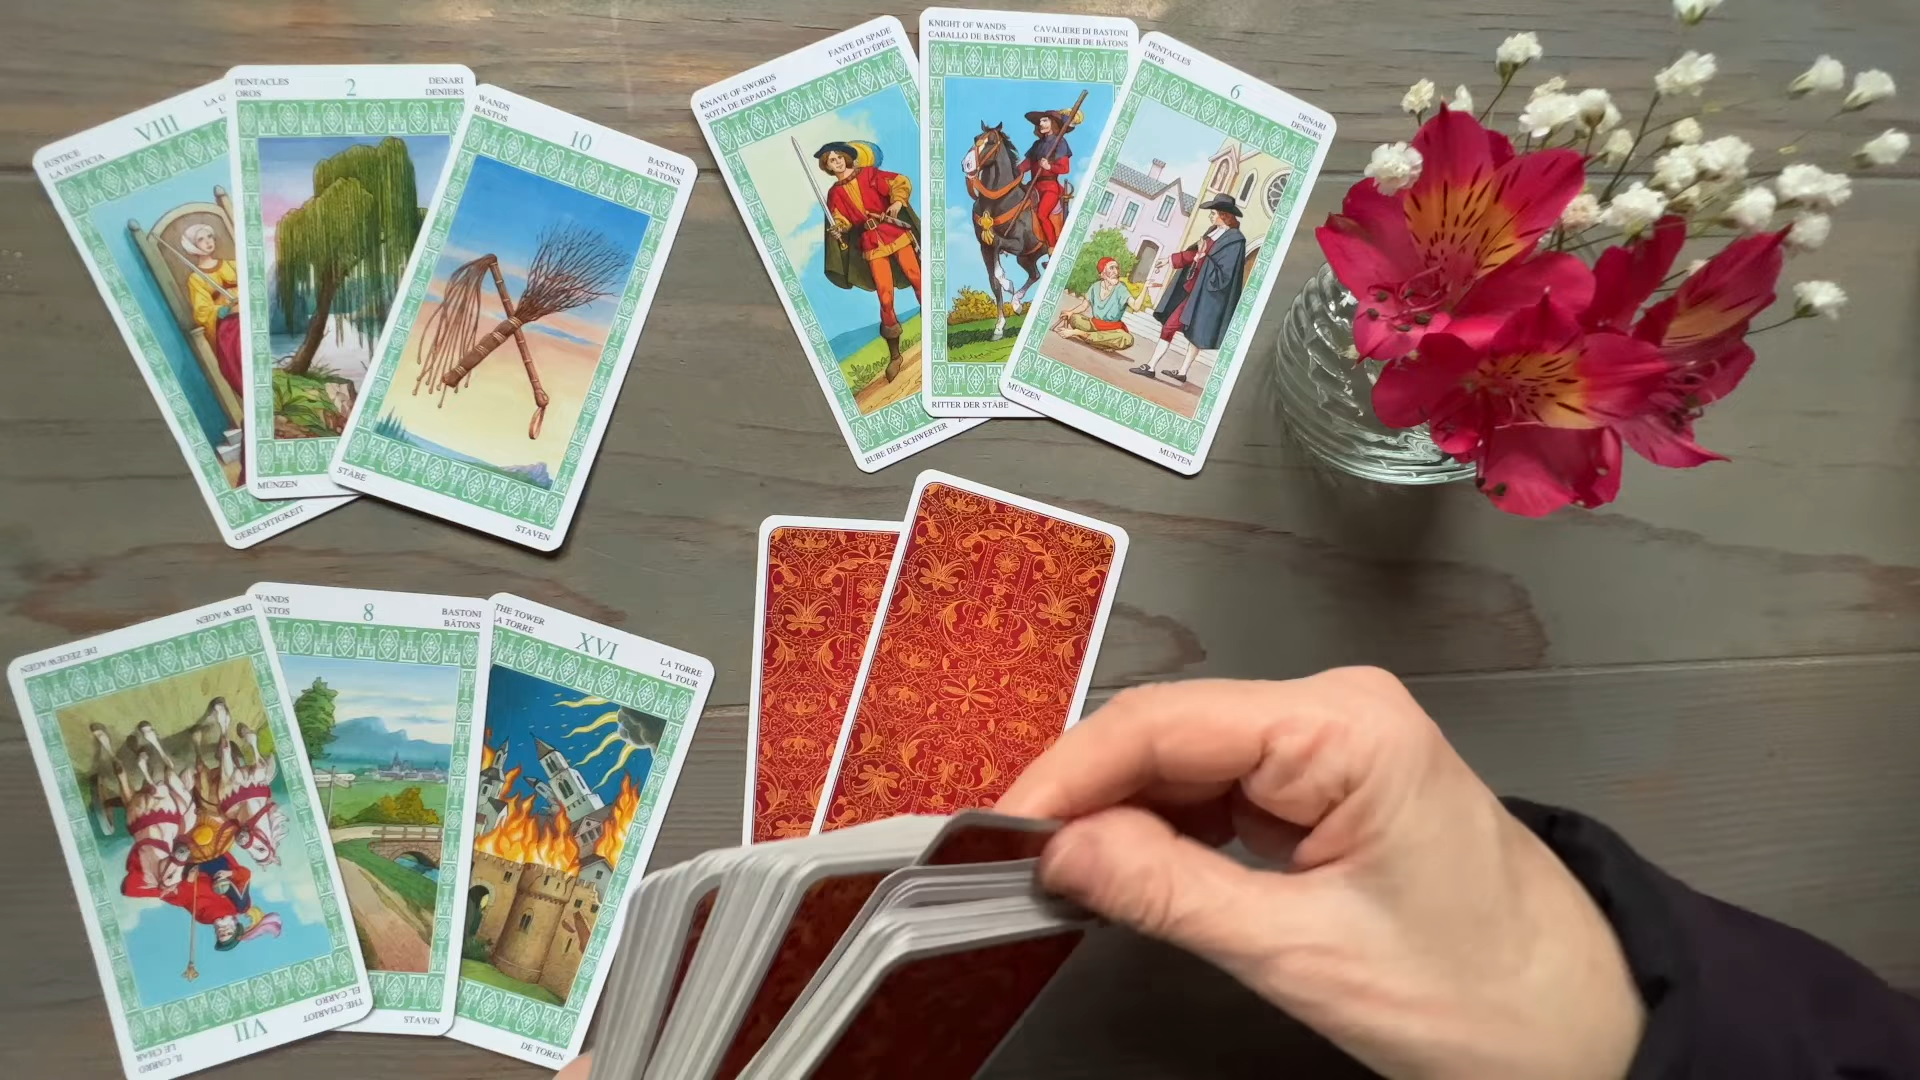 JUSTICE
LA JUSTICIA
VIII
LA G
GERECHTIGKEIT
PENTACLES
OROS
2
DENARI
DENIERS
MÜNZEN
WANDS
BASTOS
10
BASTONI
BÂTONS
STÄBE
STAVEN
KNAVE OF SWORDS
SOTA DE ESPADAS
FANTE DI SPADE
VALET D'ÉPÉES
BUBE DER SCHWERTER
KNIGHT OF WANDS
CABALLO DE BASTOS
CAVALIERE DI BASTONI
CHEVALIER DE BÂTONS
RITTER DER STÄBE
PENTACLES
OROS
6
DENARI
DENIERS
MÜNZEN
MUNTEN
DE ZEGEWAGEN
DER WAGEN
VII
THE CHARIOT
EL CARRO
IL CARRO
LE CHAR
WANDS
ASTOS
8
BASTONI
BÂTONS
STAVEN
THE TOWER
LA TORRE
XVI
LA TORRE
LA TOUR
DE TOREN